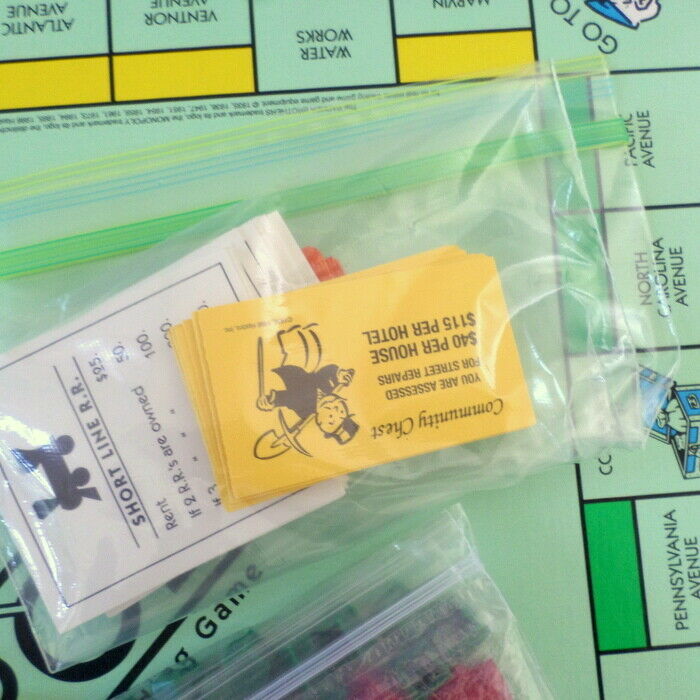 ATLANTIC
AVENUE
VENTNOR
AVENUE
WATER
WORKS
MARVIN
GO TO
PACIFIC
AVENUE
NORTH
CAROLINA
AVENUE
PENNSYLVANIA
AVENUE
Community Chest
YOU ARE ASSESSED
FOR STREET REPAIRS
$40 PER HOUSE
$115 PER HOTEL
SHORT LINE R.R.
Rent $25.
If 2 R.R.'s are owned 50.
If 3 " " " 100.
Game